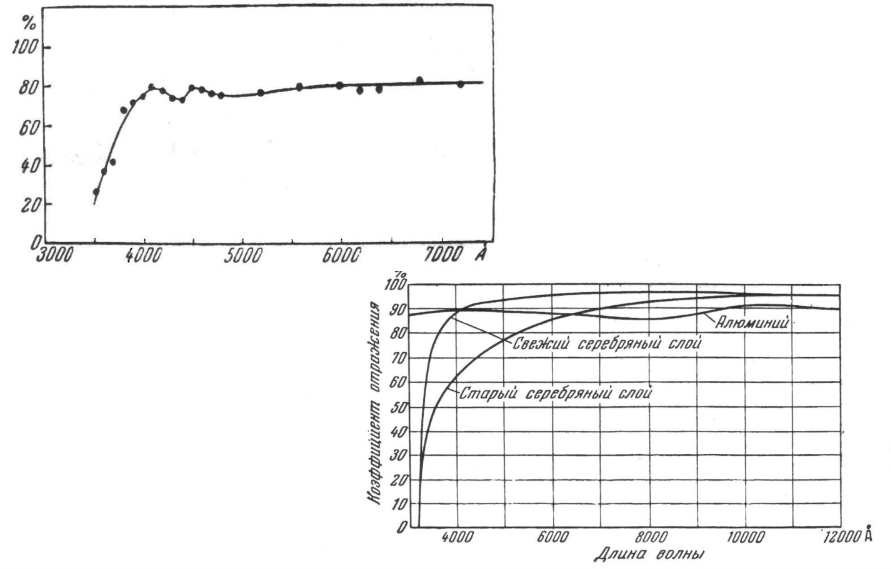 %
100
80
60
40
20
0
3000 4000 5000 6000 7000 Å
%
100
90
80
70
60
50
40
30
20
10
0
Коэффициент отражения
Алюминий
Свежий серебряный слой
Старый серебряный слой
4000 6000 8000 10000 12000 Å
Длина волны